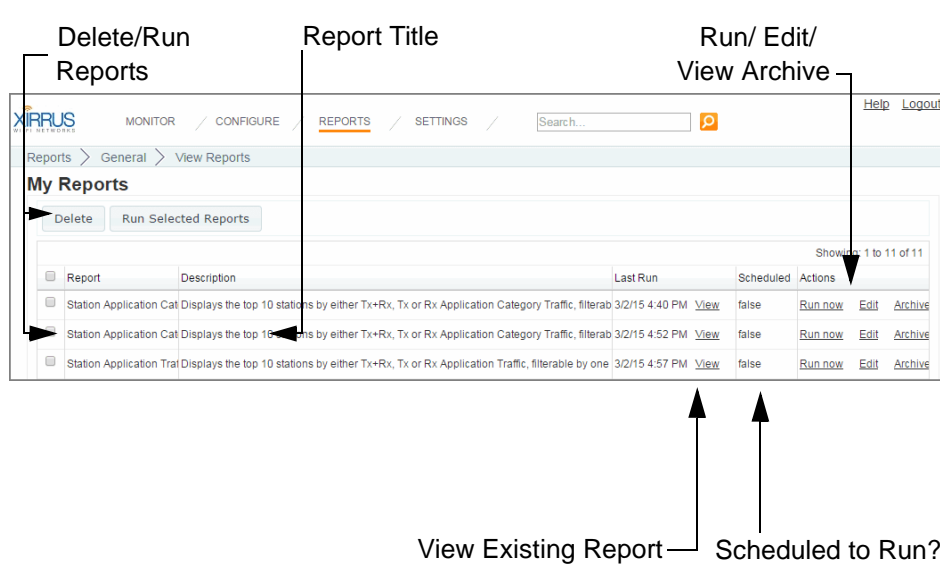 Delete/Run
Reports
Report Title
Run/ Edit/
View Archive
Help Logout
XIRRUS
WI-FI NETWORKS
MONITOR / CONFIGURE / REPORTS / SETTINGS /
Search...
Reports > General > View Reports
My Reports
Delete Run Selected Reports
Showing: 1 to 11 of 11
Report Description Last Run Scheduled Actions
Station Application Cat Displays the top 10 stations by either Tx+Rx, Tx or Rx Application Category Traffic, filterab 3/2/15 4:40 PM View false Run now Edit Archive
Station Application Cat Displays the top 10 stations by either Tx+Rx, Tx or Rx Application Category Traffic, filterab 3/2/15 4:52 PM View false Run now Edit Archive
Station Application Traf Displays the top 10 stations by either Tx+Rx, Tx or Rx Application Traffic, filterable by one 3/2/15 4:57 PM View false Run now Edit Archive
View Existing Report
Scheduled to Run?